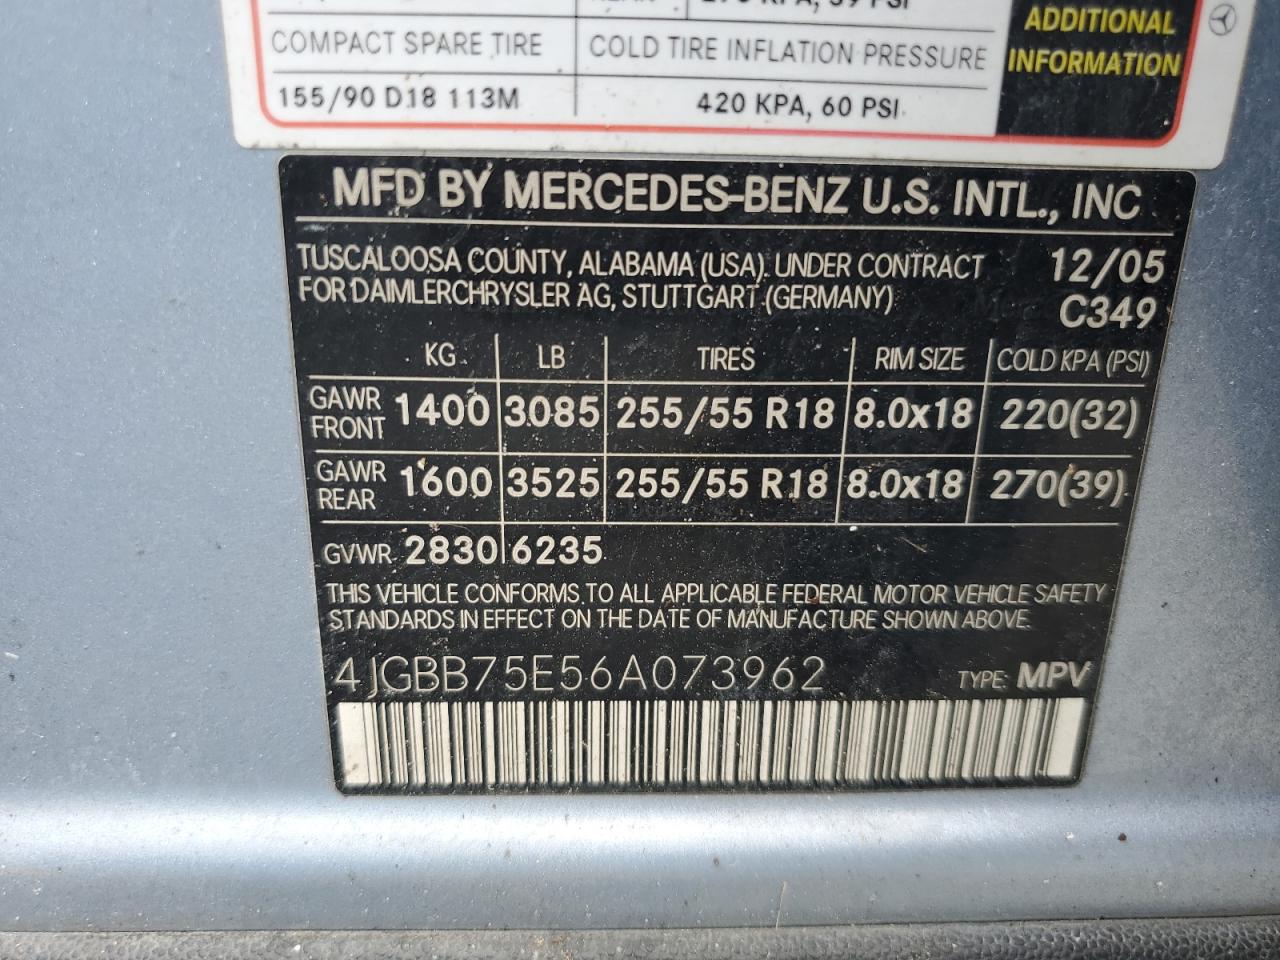 270 KPA, 39 PSI
COMPACT SPARE TIRE COLD TIRE INFLATION PRESSURE
155/90 D18 113M 420 KPA, 60 PSI
ADDITIONAL
INFORMATION
MFD BY MERCEDES-BENZ U.S. INTL., INC
TUSCALOOSA COUNTY, ALABAMA (USA) UNDER CONTRACT 12/05
FOR DAIMLERCHRYSLER AG, STUTTGART (GERMANY) C349
KG LB TIRES RIM SIZE COLD KPA (PSI)
GAWR FRONT 1400 3085 255/55 R18 8.0x18 220(32)
GAWR REAR 1600 3525 255/55 R18 8.0x18 270(39)
GVWR 2830 6235
THIS VEHICLE CONFORMS TO ALL APPLICABLE FEDERAL MOTOR VEHICLE SAFETY
STANDARDS IN EFFECT ON THE DATE OF MANUFACTURE SHOWN ABOVE.
4JGBB75E56A073962 TYPE: MPV